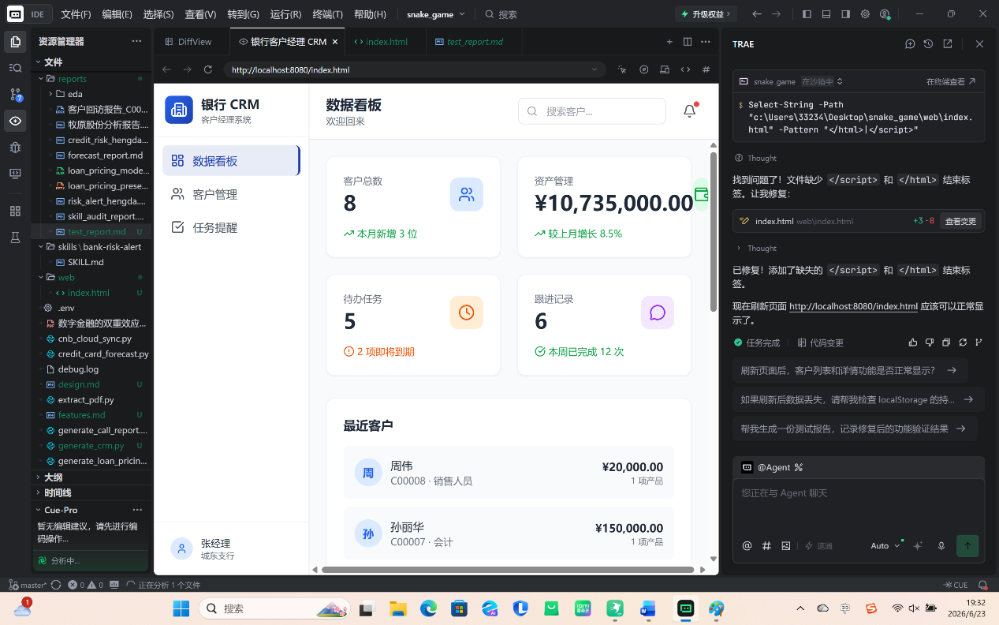 IDE 文件(F) 编辑(E) 选择(S) 查看(V) 转到(G) 运行(R) 终端(T) 帮助(H) snake_game 搜索 升级权益
资源管理器
文件
reports
eda
客户回访报告_C00...
牧原股份分析报告...
credit_risk_hengda...
forecast_report.md
loan_pricing_mode...
loan_pricing_prese...
risk_alert_hengda....
skill_audit_report....
test_report.md U
skills\bank-risk-alert
SKILL.md
web
index.html U
.env
数字金融的双重效应...
cnb_cloud_sync.py
credit_card_forecast.py
debug.log
design.md U
extract_pdf.py
features.md U
generate_call_report....
generate_crm.py U
generate_loan_pricin...
大纲
时间线
Cue-Pro
暂无编辑建议，请先进行编
码操作...
分析中...
7
DiffView 银行客户经理 CRM index.html test_report.md
http://localhost:8080/index.html
银行 CRM
客户经理系统
数据看板
客户管理
任务提醒
张经理
城东支行
数据看板
欢迎回来
搜索客户...
客户总数
8
本月新增 3 位
资产管理
¥10,735,000.00
较上月增长 8.5%
待办任务
5
2 项即将到期
跟进记录
6
本周已完成 12 次
最近客户
周
周伟
C00008 · 销售人员
¥20,000.00
1 项产品
孙
孙丽华
C00007 · 会计
¥150,000.00
1 项产品
TRAE
snake_game 在沙箱中 在终端查看
$ Select-String -Path
"c:\Users\33234\Desktop\snake_game\web\index.
html" -Pattern "</html>|</script>"
Thought
找到问题了！文件缺少 </script> 和 </html> 结束标
签。让我修复：
index.html web\index.html +3 -0 查看变更
Thought
已修复！添加了缺失的 </script> 和 </html> 结束标
签。
现在刷新页面 http://localhost:8080/index.html 应该可以正常显
示了。
任务完成 代码变更
刷新页面后，客户列表和详情功能是否正常显示？
如果刷新后数据丢失，请帮我检查 localStorage 的持...
帮我生成一份测试报告，记录修复后的功能验证结果
@Agent
您正在与 Agent 聊天
Auto
速通
master* 0 0 正在分析 1 个文件 CUE
1
搜索
中
19:32
2026/6/23